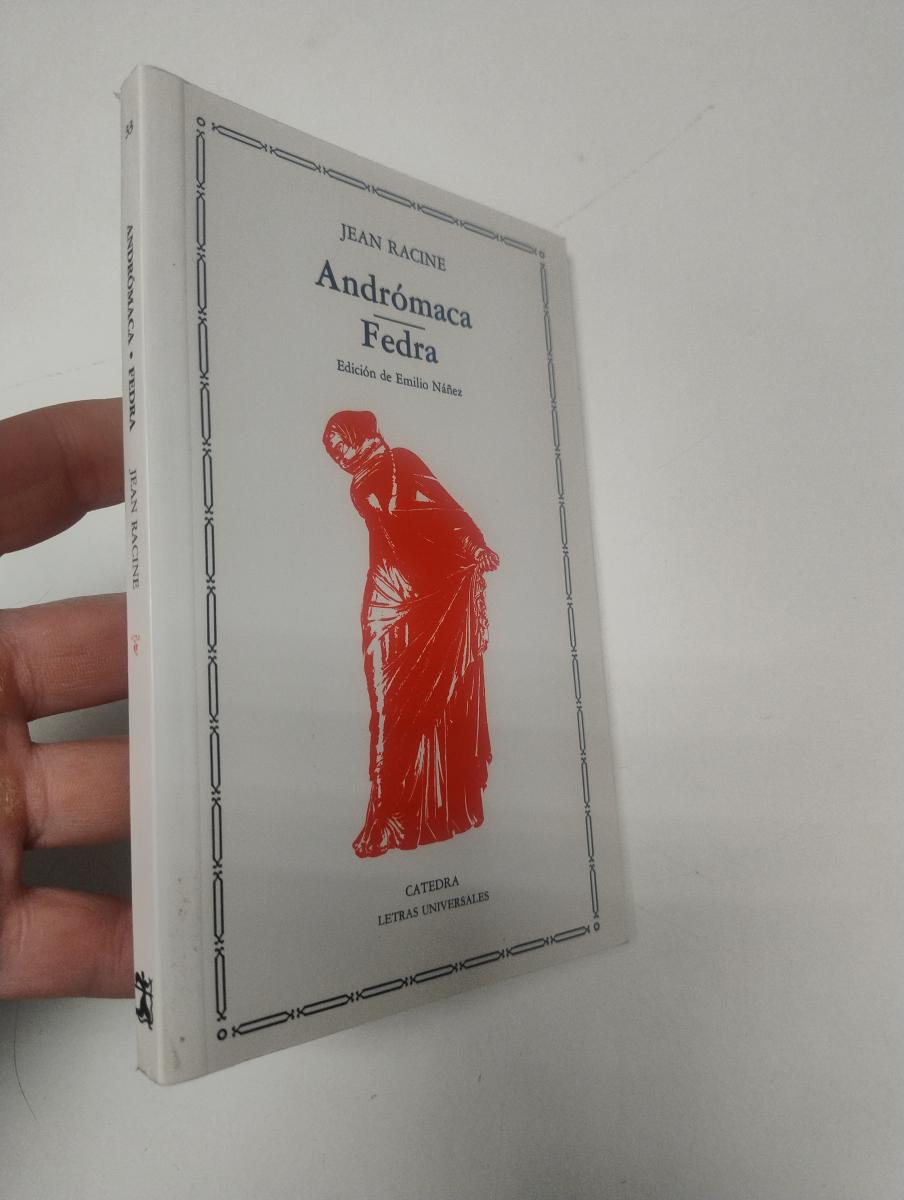 JEAN RACINE
Andrómaca
Fedra
Edición de Emilio Náñez
CATEDRA
LETRAS UNIVERSALES
ANDRÓMACA • FEDRA JEAN RACINE